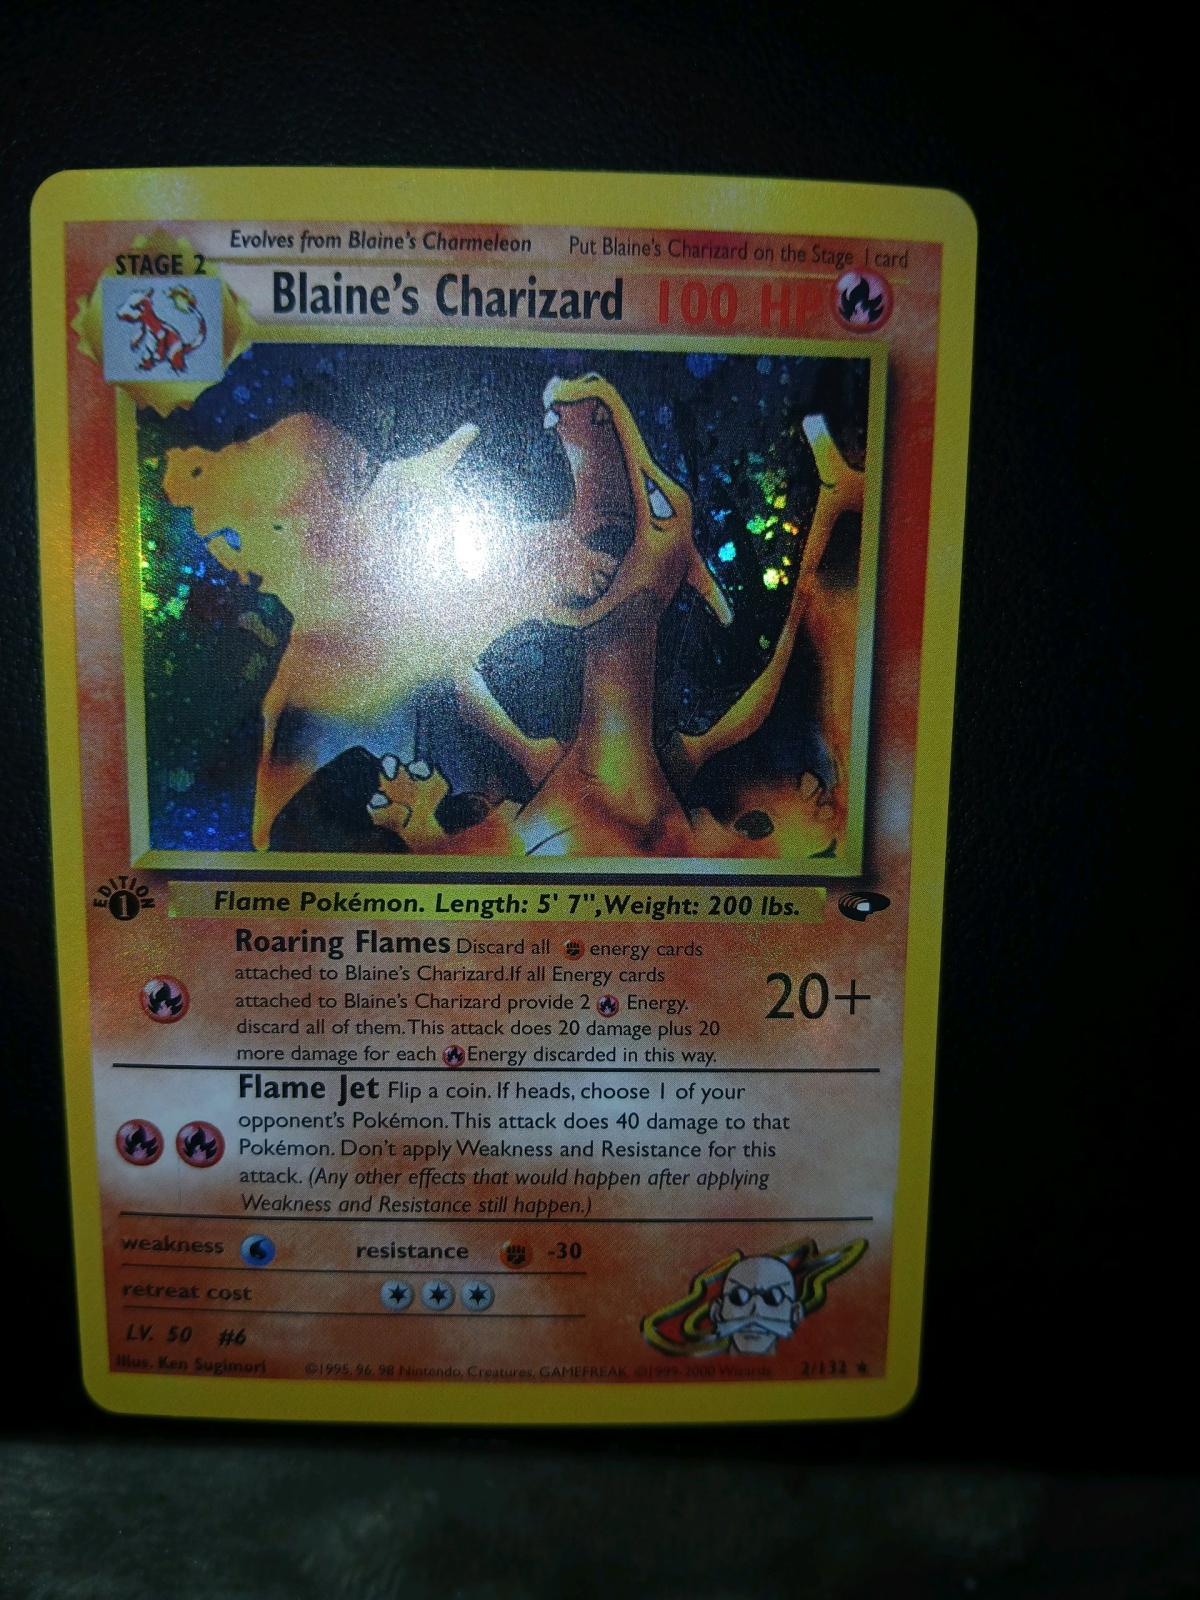 Evolves from Blaine's Charmeleon Put Blaine's Charizard on the Stage 1 card
STAGE 2
Blaine's Charizard 100 HP
EDITION
1
Flame Pokémon. Length: 5' 7", Weight: 200 lbs.
Roaring Flames Discard all energy cards
attached to Blaine's Charizard.If all Energy cards
attached to Blaine's Charizard provide 2 Energy.
discard all of them. This attack does 20 damage plus 20
more damage for each Energy discarded in this way.
20+
Flame Jet Flip a coin. If heads, choose 1 of your
opponent's Pokémon. This attack does 40 damage to that
Pokémon. Don't apply Weakness and Resistance for this
attack. (Any other effects that would happen after applying
Weakness and Resistance still happen.)
weakness resistance -30
retreat cost
LV. 50 #6
Illus. Ken Sugimori ©1995, 96, 98 Nintendo, Creatures, GAMEFREAK. ©1999-2000 Wizards. 2/132 ★